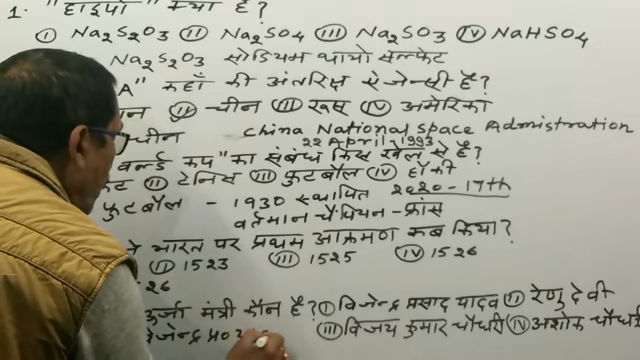 1. "हाइपो" क्या है?
① Na2S2O3 ② Na2SO4 ③ Na2SO3 ④ NaHSO4
Na2S2O3 सोडियम थायो सल्फेट
A" कहाँ की अंतरिक्ष एजेन्सी है?
② चीन ③ रूस ④ अमेरिका
चीन China National Space Admistration
22 April 1993
वर्ल्ड कप" का संबंध किस खेल से है?
② टेनिस ③ फुटबॉल ④ हॉकी
फुटबॉल - 1930 स्थापित 2020-17th
वर्तमान चैंपियन - फ्रांस
ने भारत पर प्रथम आक्रमण कब किया?
② 1523 ③ 1525 ④ 1526
26
ऊर्जा मंत्री कौन है? ① विजेन्द्र प्रसाद यादव ② रेणु देवी
③ विजय कुमार चौधरी ④ अशोक चौधरी